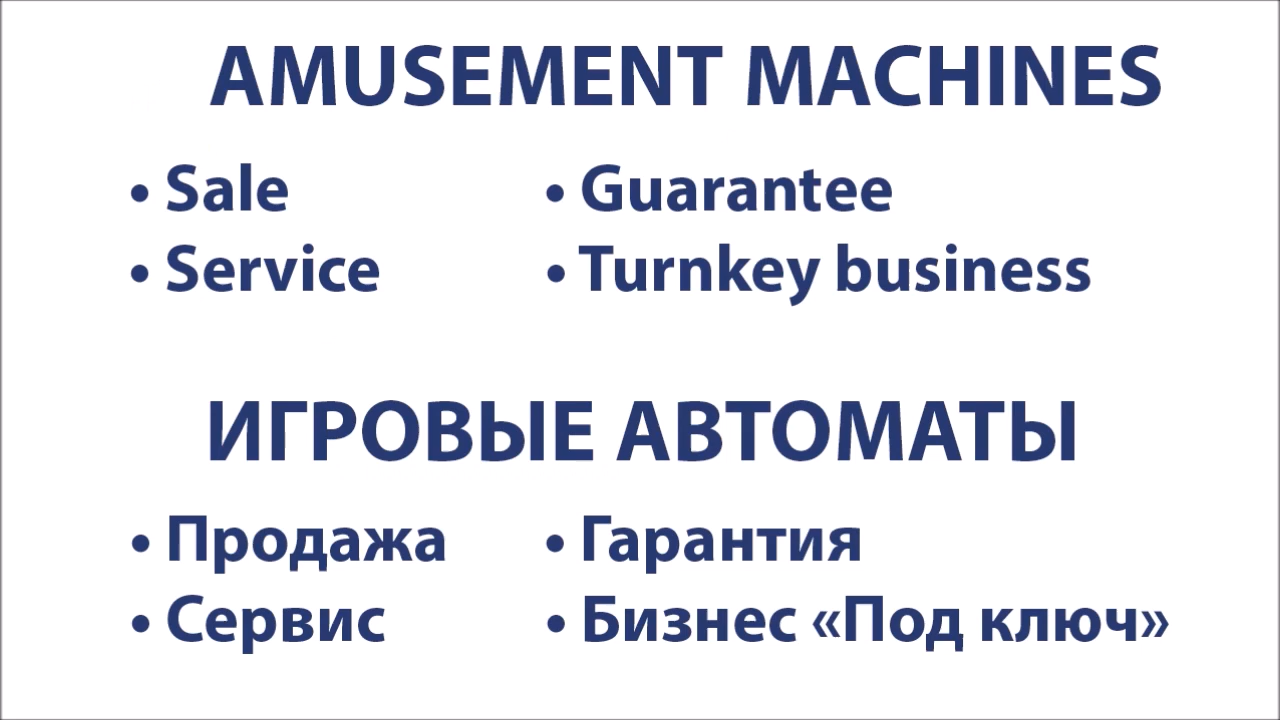 AMUSEMENT MACHINES
• Sale • Guarantee
• Service • Turnkey business
ИГРОВЫЕ АВТОМАТЫ
• Продажа • Гарантия
• Сервис • Бизнес «Под ключ»